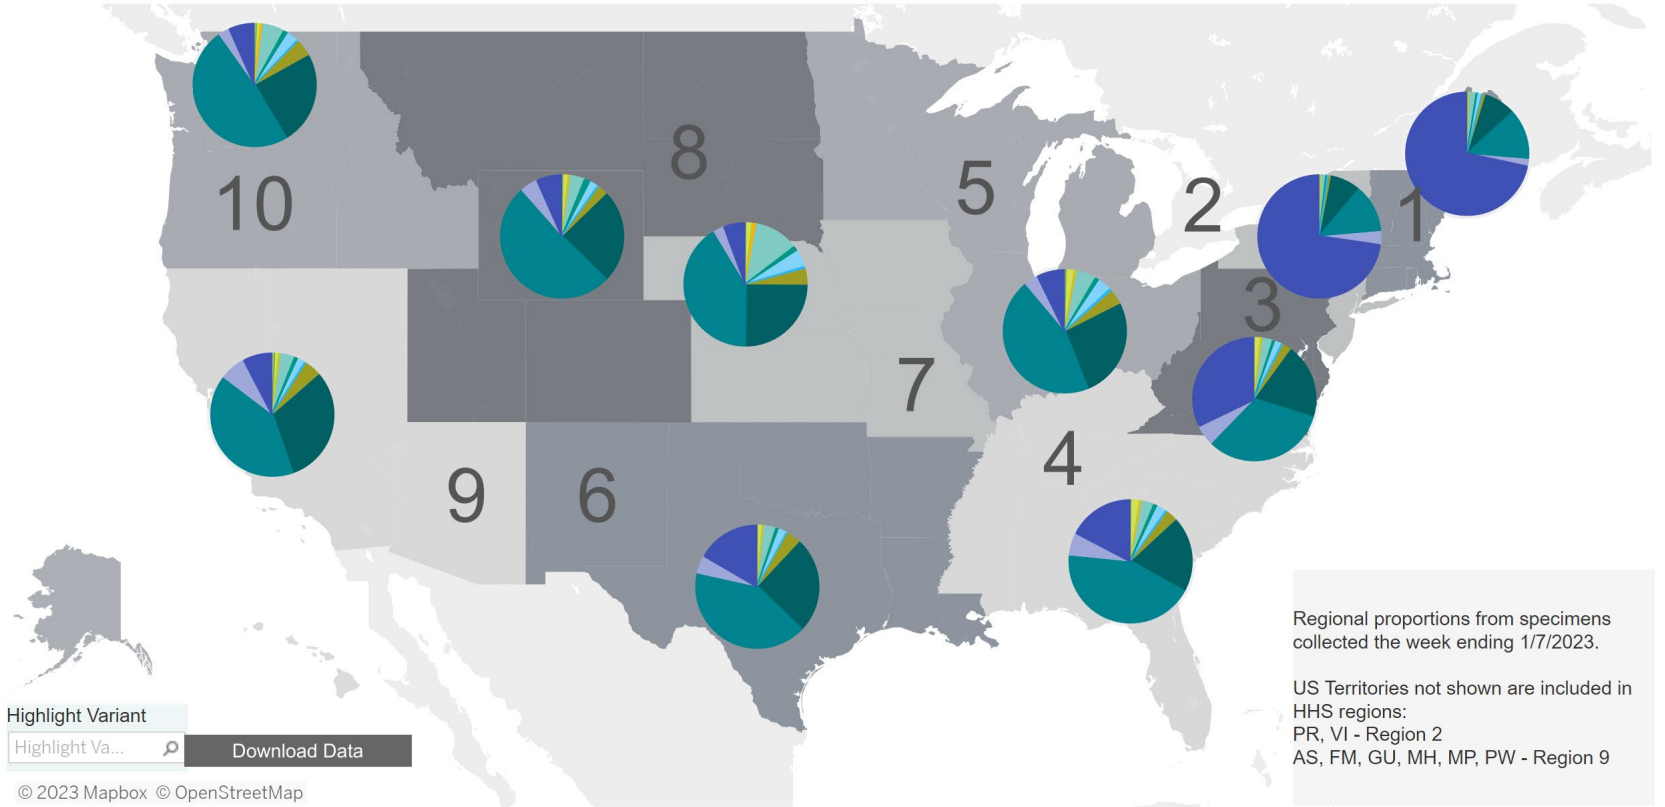 8
10
5
2
1
3
7
4
9
6
Regional proportions from specimens
collected the week ending 1/7/2023.
US Territories not shown are included in
HHS regions:
PR, VI - Region 2
AS, FM, GU, MH, MP, PW - Region 9
Highlight Variant
Highlight Va...
Download Data
© 2023 Mapbox © OpenStreetMap